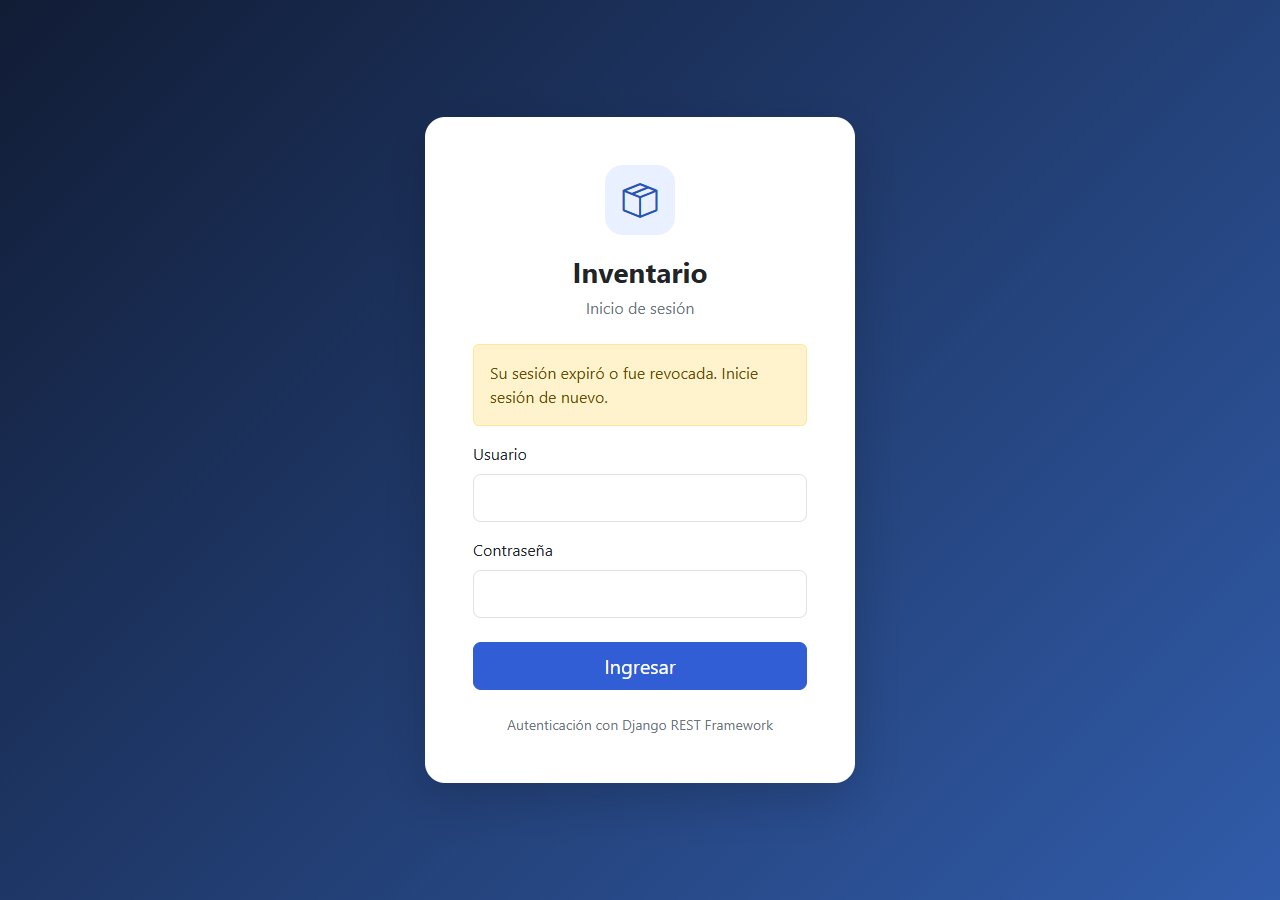 Inventario
Inicio de sesión
Su sesión expiró o fue revocada. Inicie
sesión de nuevo.
Usuario
Contraseña
Ingresar
Autenticación con Django REST Framework